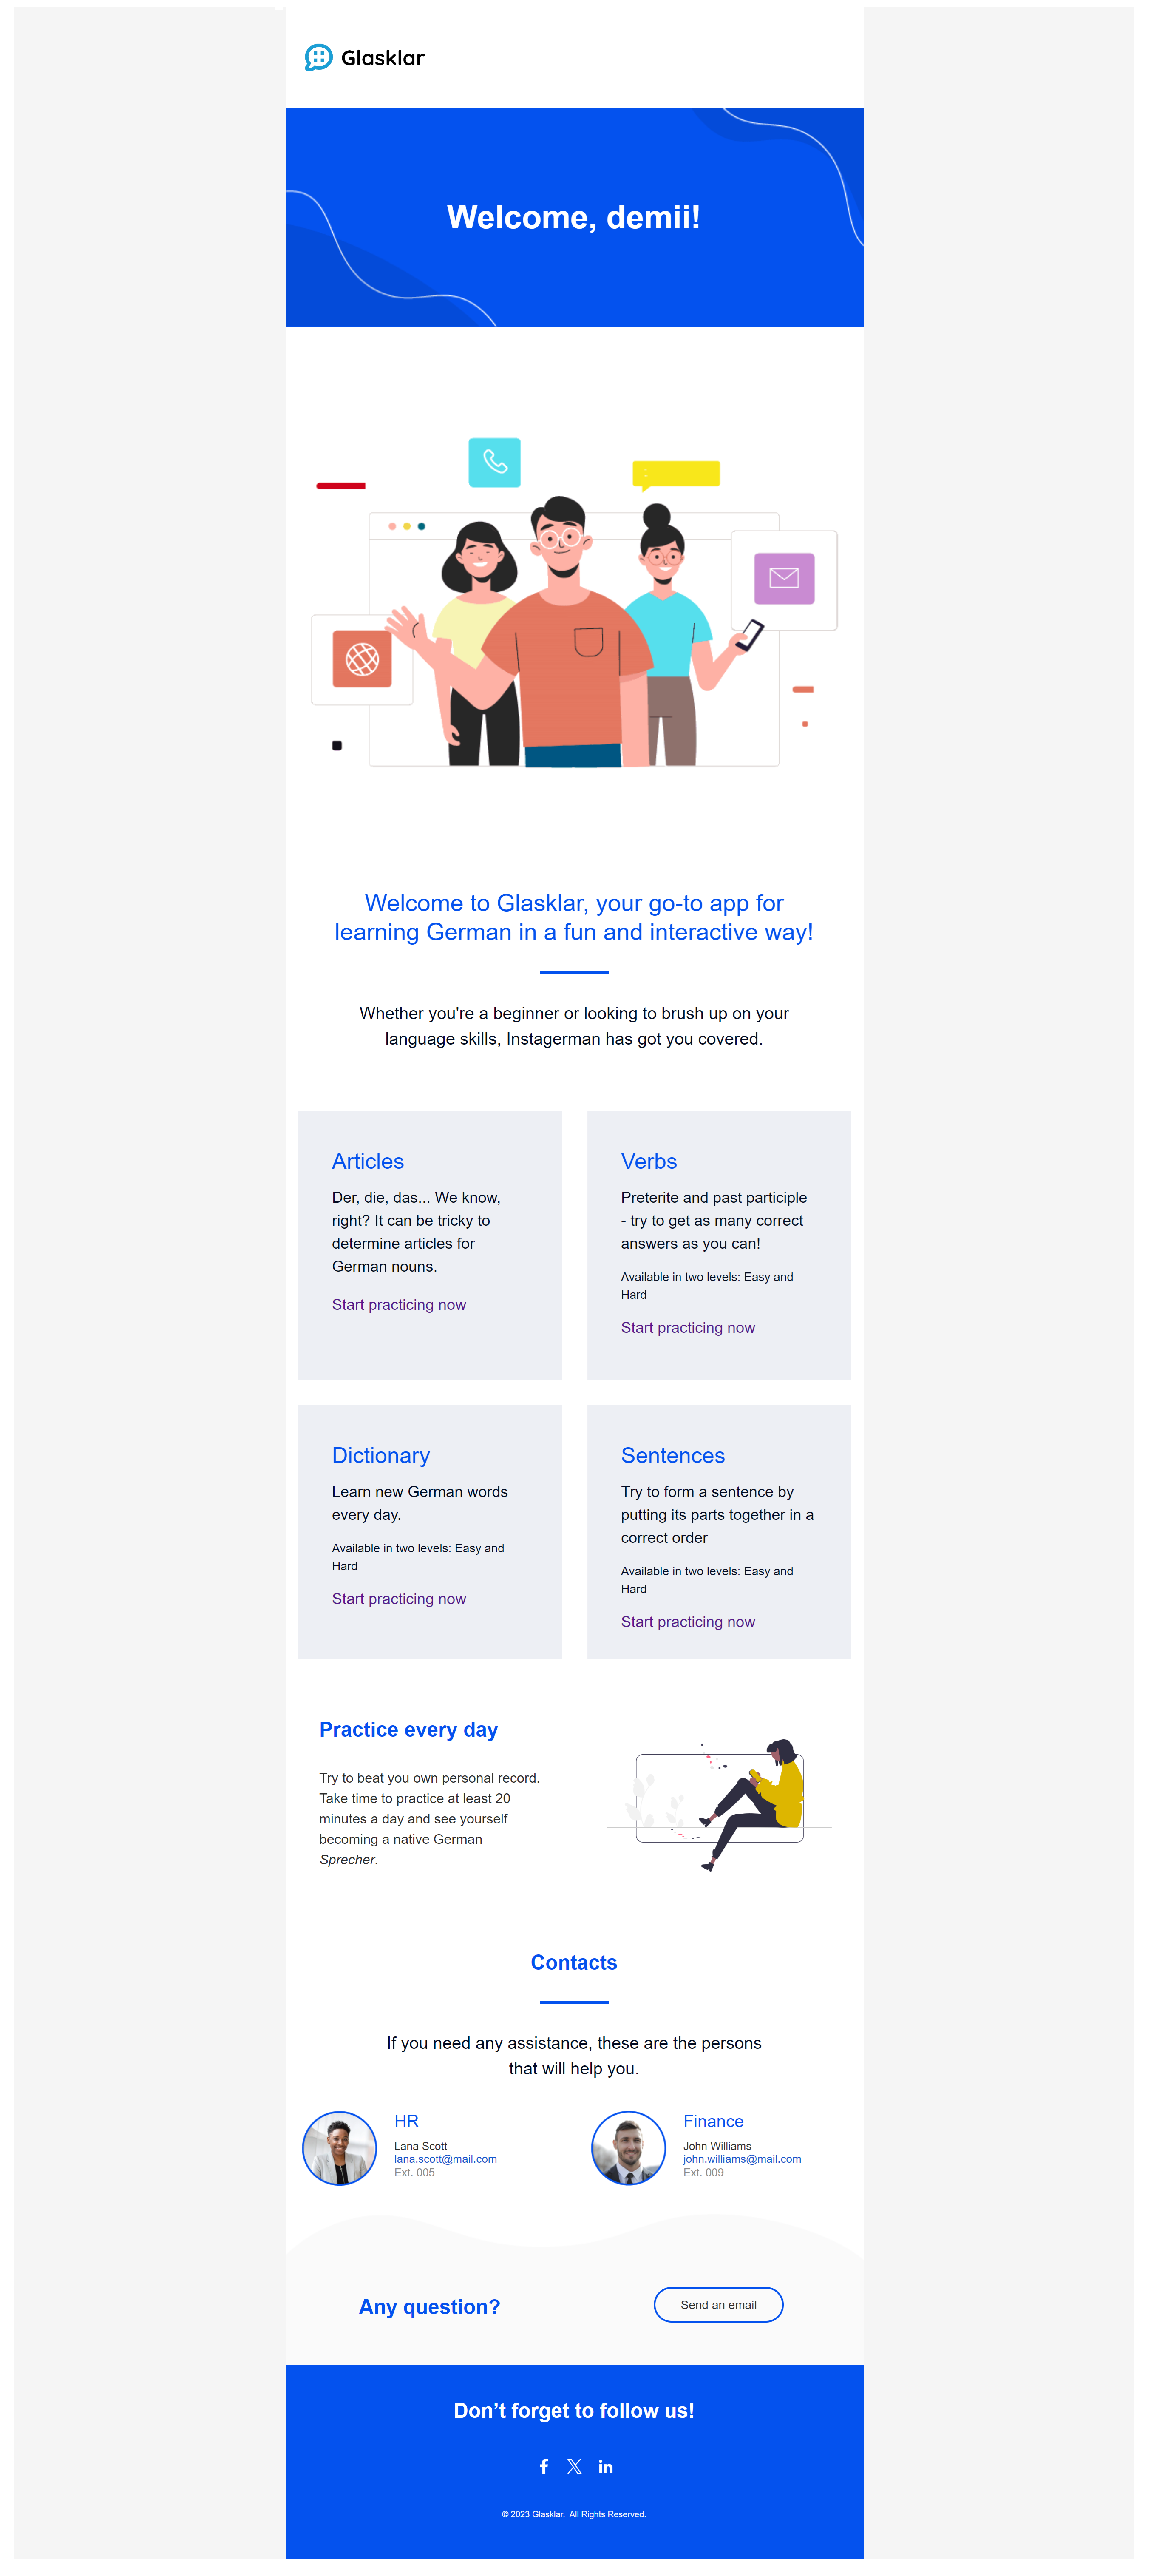 Glasklar
Welcome, demii!
Welcome to Glasklar, your go-to app for
learning German in a fun and interactive way!
Whether you're a beginner or looking to brush up on your
language skills, Instagerman has got you covered.
Articles
Der, die, das... We know,
right? It can be tricky to
determine articles for
German nouns.
Start practicing now
Verbs
Preterite and past participle
- try to get as many correct
answers as you can!
Available in two levels: Easy and
Hard
Start practicing now
Dictionary
Learn new German words
every day.
Available in two levels: Easy and
Hard
Start practicing now
Sentences
Try to form a sentence by
putting its parts together in a
correct order
Available in two levels: Easy and
Hard
Start practicing now
Practice every day
Try to beat you own personal record.
Take time to practice at least 20
minutes a day and see yourself
becoming a native German
Sprecher.
Contacts
If you need any assistance, these are the persons
that will help you.
HR
Lana Scott
lana.scott@mail.com
Ext. 005
Finance
John Williams
john.williams@mail.com
Ext. 009
Any question?
Send an email
Don’t forget to follow us!
© 2023 Glasklar. All Rights Reserved.